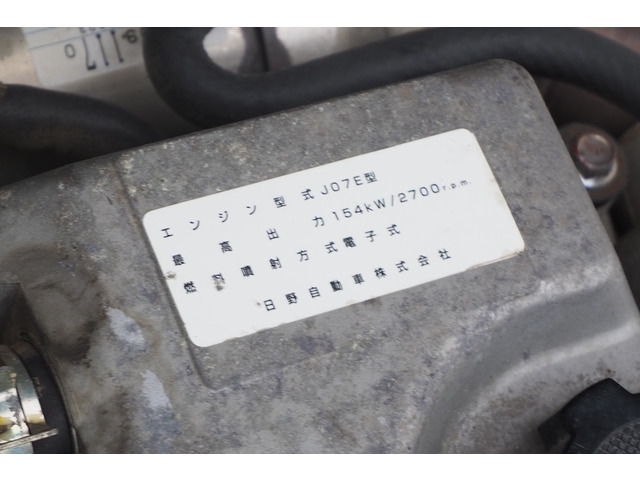 エンジン型式J07E型
最高出力154kW/2700r.p.m.
燃料噴射方式電子式
日野自動車株式会社